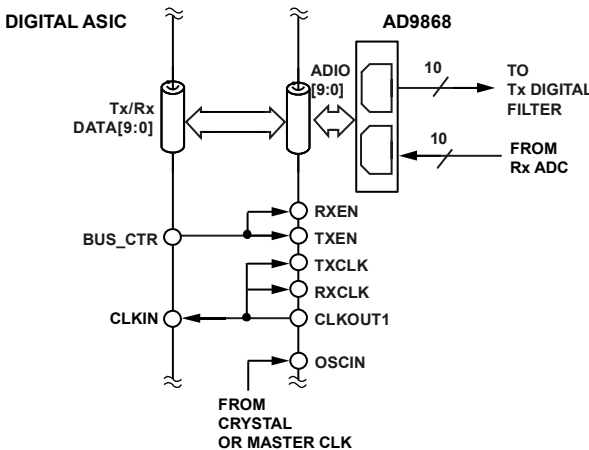 DIGITAL ASIC
AD9868
ADIO
[9:0]
10
TO
Tx DIGITAL
FILTER
Tx/Rx
DATA[9:0]
10
FROM
Rx ADC
RXEN
BUS_CTR
TXEN
TXCLK
RXCLK
CLKIN
CLKOUT1
OSCIN
FROM
CRYSTAL
OR MASTER CLK